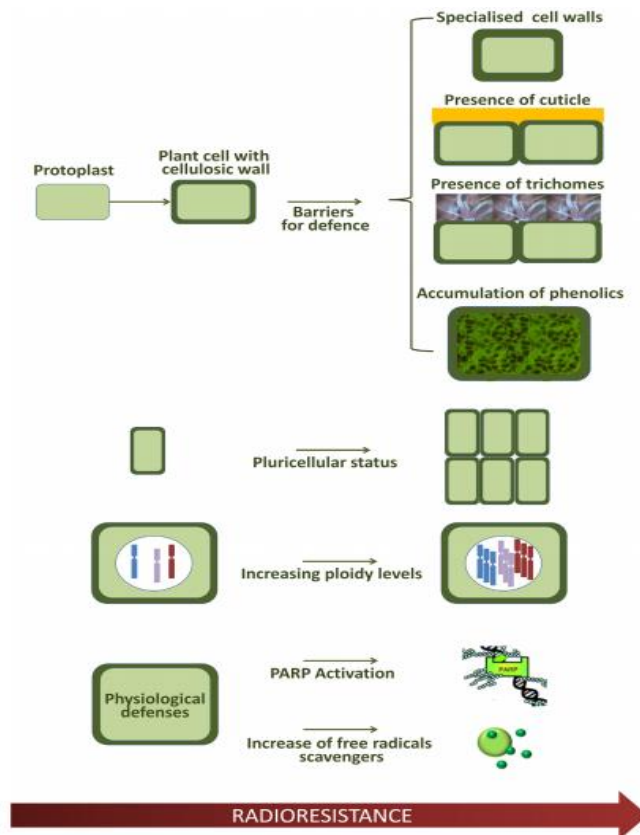 Specialised cell walls
Presence of cuticle
Protoplast
Plant cell with
cellulosic wall
Barriers
for defence
Presence of trichomes
Accumulation of phenolics
Pluricellular status
Increasing ploidy levels
Physiological
defenses
PARP Activation
PARP
Increase of free radicals
scavengers
RADIORESISTANCE